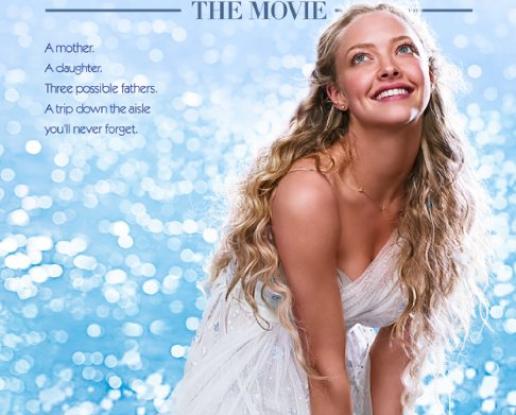 THE MOVIE
A mother.
A daughter.
Three possible fathers.
A trip down the aisle
you'll never forget.